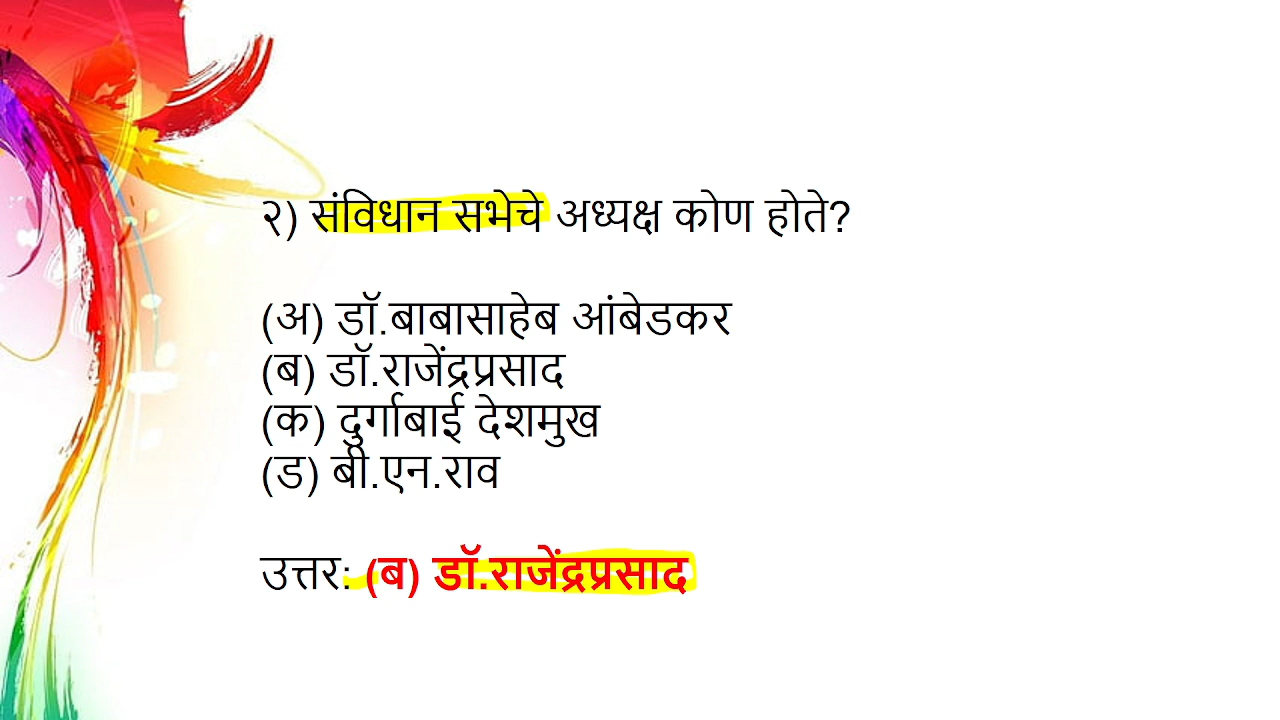 २) संविधान सभेचे अध्यक्ष कोण होते?
(अ) डॉ.बाबासाहेब आंबेडकर
(ब) डॉ.राजेंद्रप्रसाद
(क) दुर्गाबाई देशमुख
(ड) बी.एन.राव
उत्तर: (ब) डॉ.राजेंद्रप्रसाद